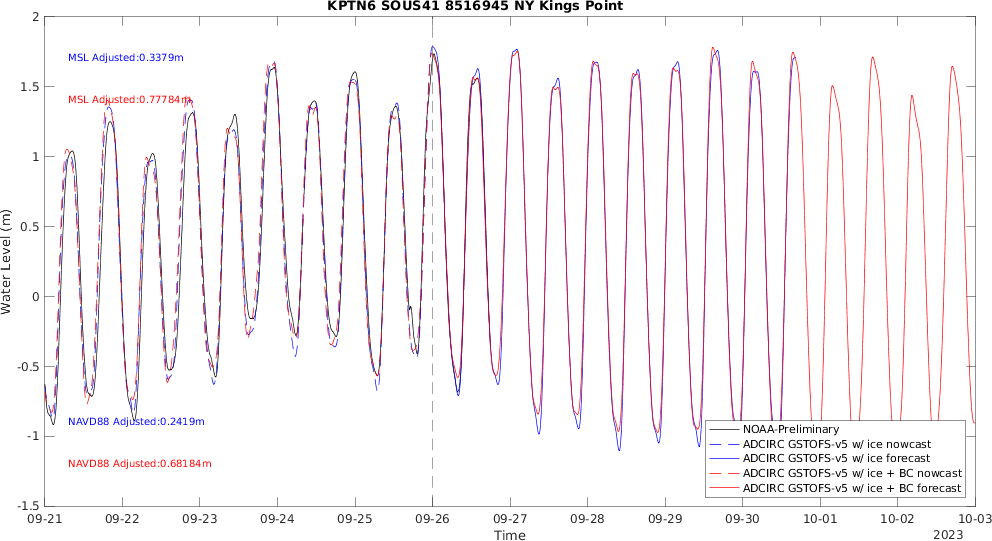 KPTN6 SOUS41 8516945 NY Kings Point
2
1.5
1
0.5
0
-0.5
-1
-1.5
Water Level (m)
MSL Adjusted:0.3379m
MSL Adjusted:0.77784m
NAVD88 Adjusted:0.2419m
NAVD88 Adjusted:0.68184m
NOAA-Preliminary
ADCIRC GSTOFS-v5 w/ ice nowcast
ADCIRC GSTOFS-v5 w/ ice forecast
ADCIRC GSTOFS-v5 w/ ice + BC nowcast
ADCIRC GSTOFS-v5 w/ ice + BC forecast
09-21 09-22 09-23 09-24 09-25 09-26 09-27 09-28 09-29 09-30 10-01 10-02 10-03
Time
2023